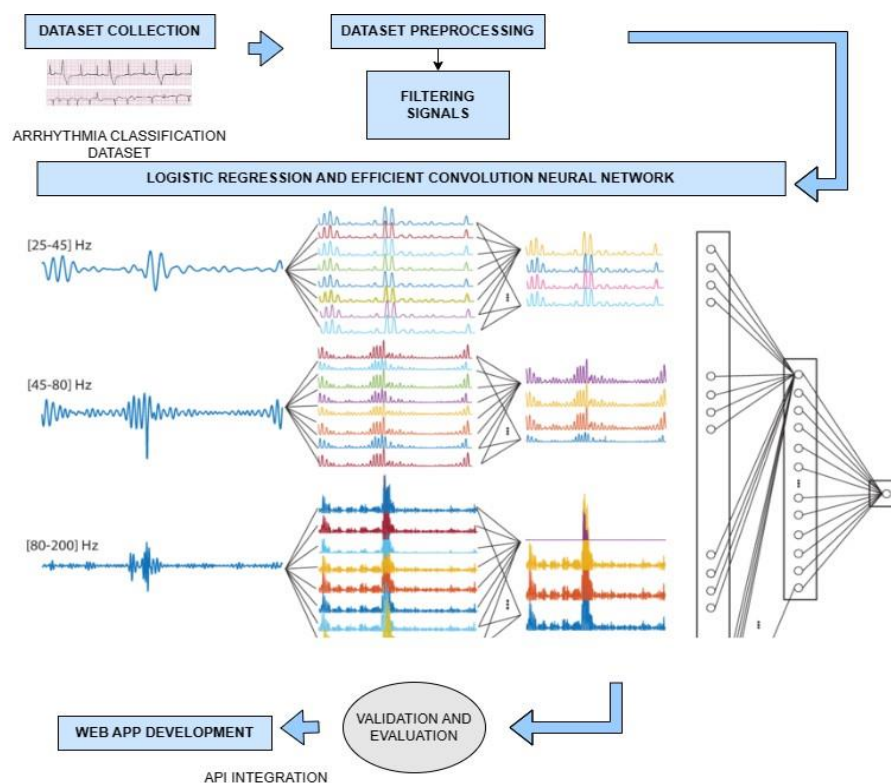 DATASET COLLECTION
DATASET PREPROCESSING
FILTERING
SIGNALS
ARRHYTHMIA CLASSIFICATION
DATASET
LOGISTIC REGRESSION AND EFFICIENT CONVOLUTION NEURAL NETWORK
[25-45] Hz
[45-80] Hz
[80-200] Hz
VALIDATION AND
EVALUATION
WEB APP DEVELOPMENT
API INTEGRATION